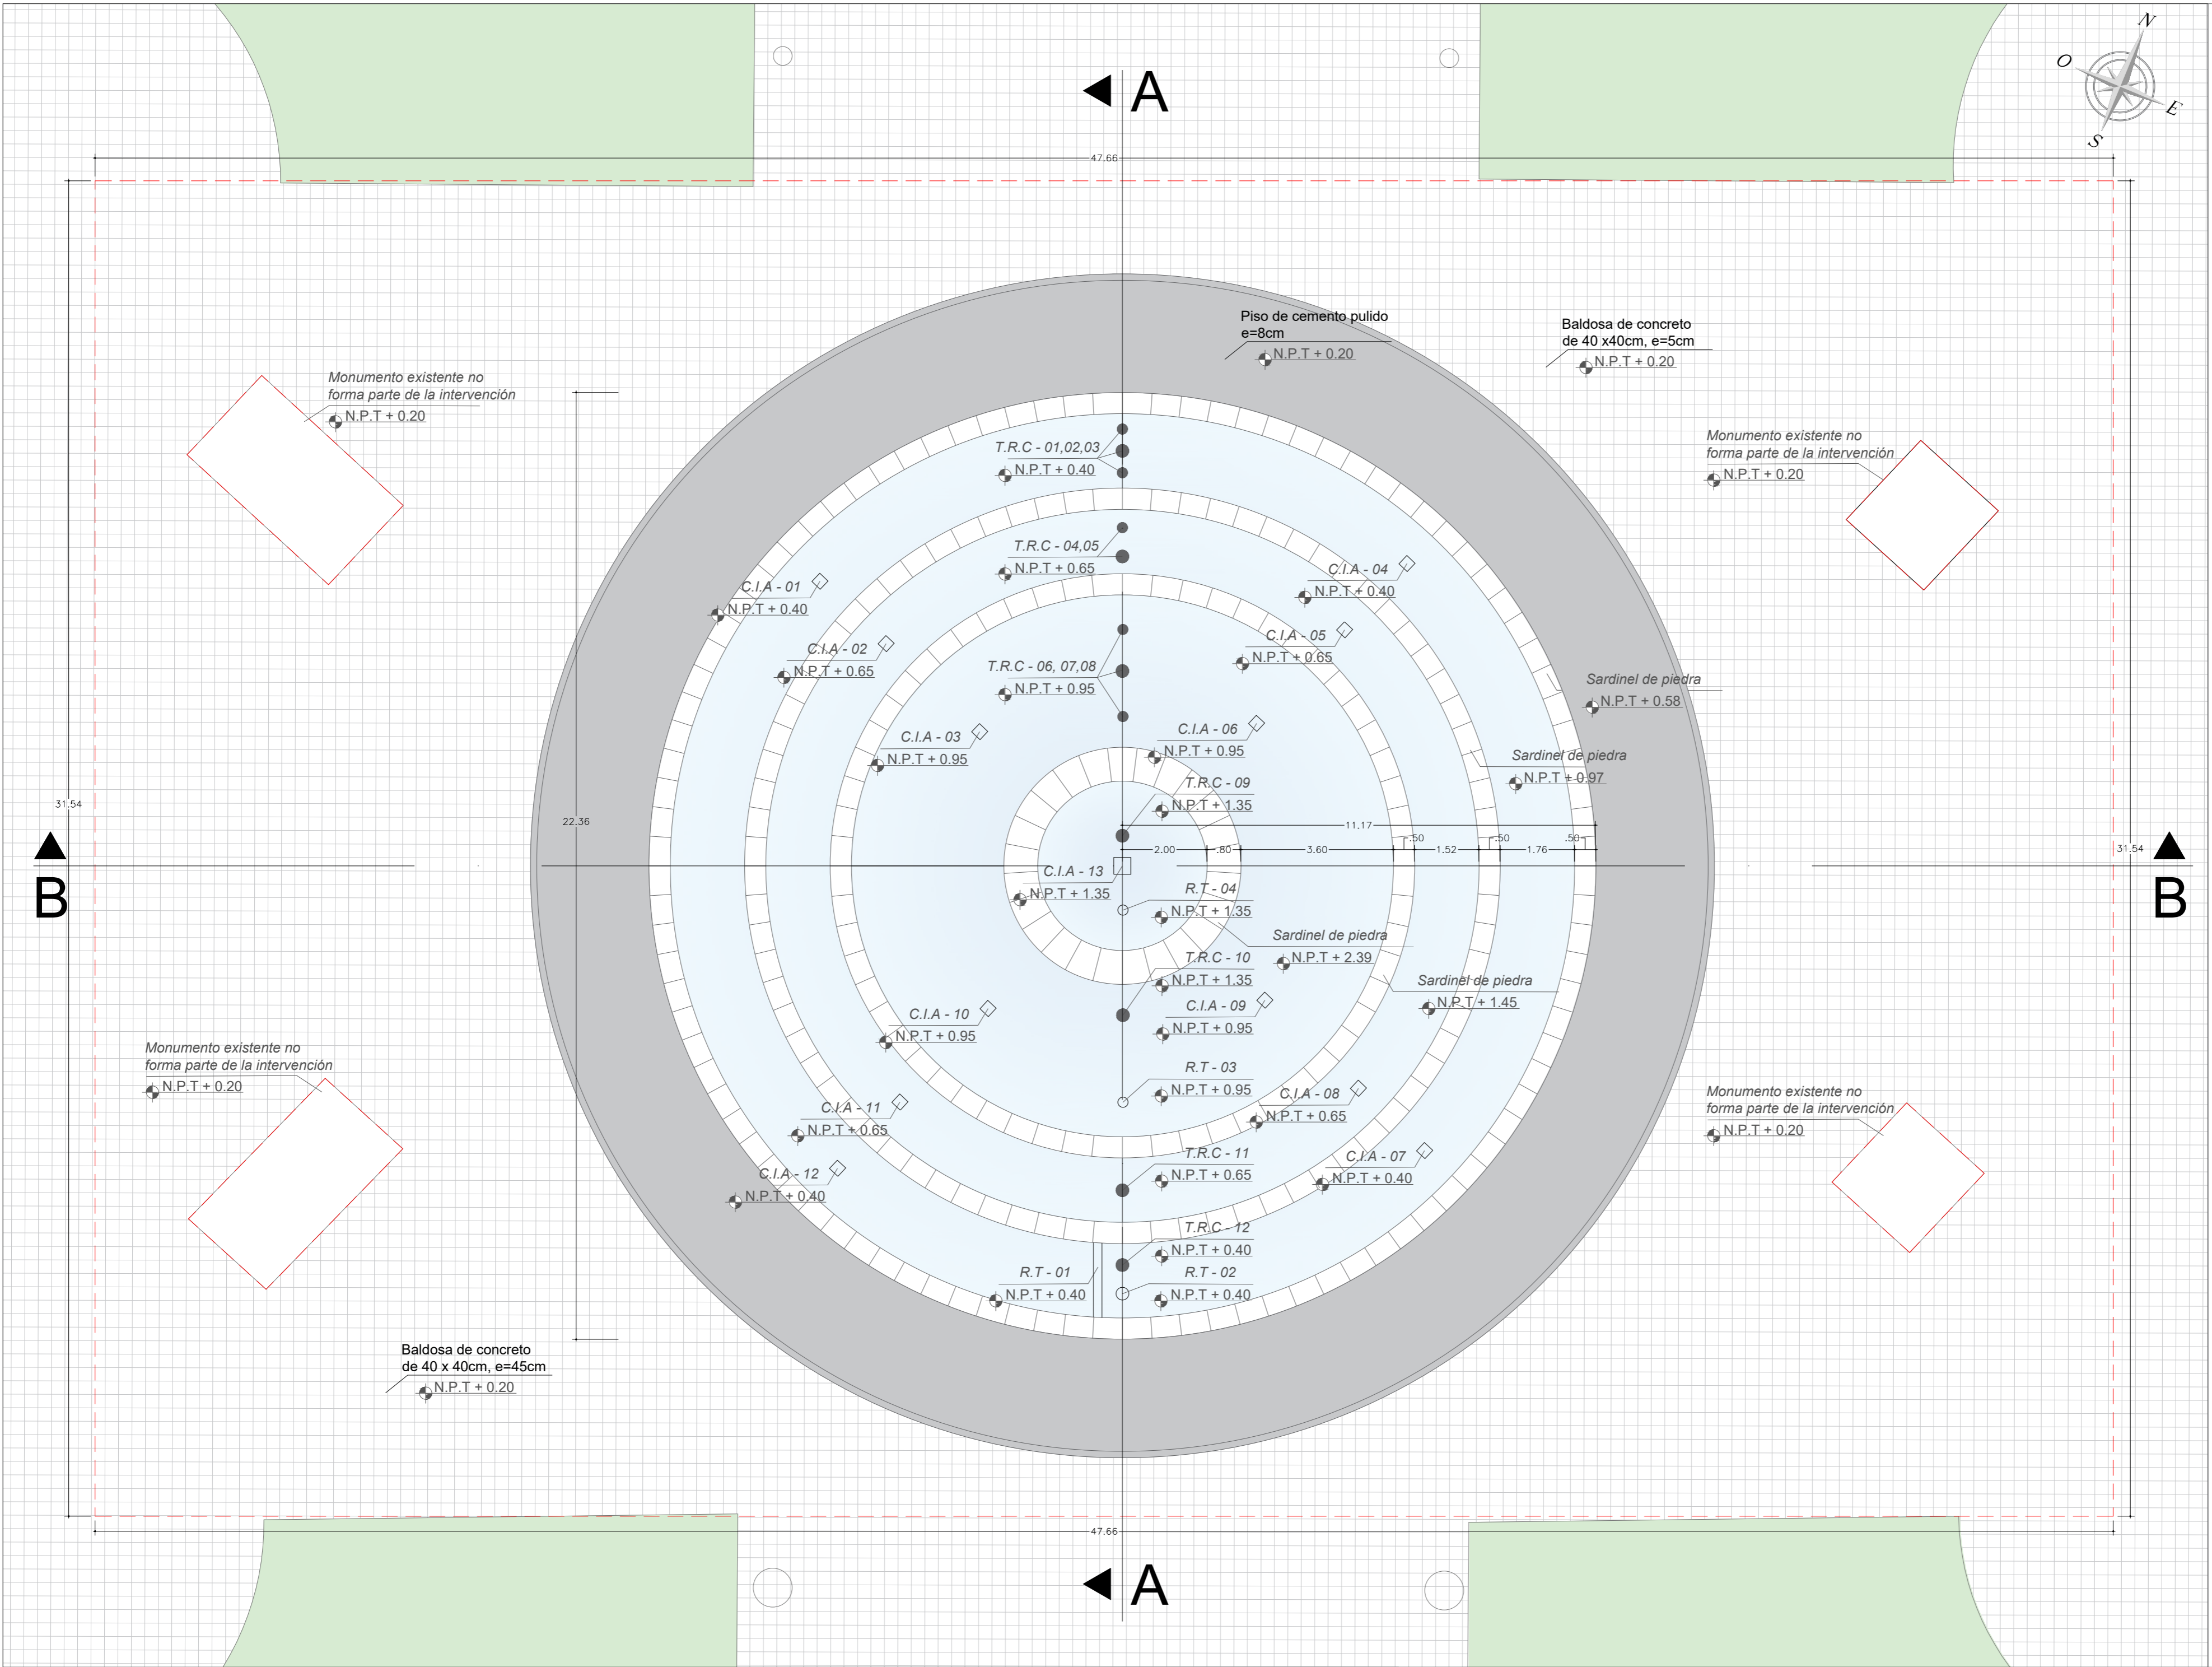 N
O
E
S
A
47.66
Piso de cemento pulido
e=8cm
N.P.T + 0.20
Baldosa de concreto
de 40 x40cm, e=5cm
N.P.T + 0.20
Monumento existente no
forma parte de la intervención
N.P.T + 0.20
Monumento existente no
forma parte de la intervención
N.P.T + 0.20
T.R.C - 01,02,03
N.P.T + 0.40
T.R.C - 04,05
N.P.T + 0.65
C.I.A - 01
N.P.T + 0.40
C.I.A - 04
N.P.T + 0.40
C.I.A - 02
N.P.T + 0.65
C.I.A - 05
N.P.T + 0.65
T.R.C - 06, 07,08
N.P.T + 0.95
Sardinel de piedra
N.P.T + 0.58
C.I.A - 03
N.P.T + 0.95
C.I.A - 06
N.P.T + 0.95
Sardinel de piedra
N.P.T + 0.97
T.R.C - 09
N.P.T + 1.35
31.54
22.36
11.17
2.00
.80
3.60
.50
1.52
.50
1.76
.50
31.54
B
B
C.I.A - 13
N.P.T + 1.35
R.T - 04
N.P.T + 1.35
Sardinel de piedra
N.P.T + 2.39
T.R.C - 10
N.P.T + 1.35
Sardinel de piedra
N.P.T + 1.45
C.I.A - 10
N.P.T + 0.95
C.I.A - 09
N.P.T + 0.95
Monumento existente no
forma parte de la intervención
N.P.T + 0.20
R.T - 03
N.P.T + 0.95
C.I.A - 08
N.P.T + 0.65
Monumento existente no
forma parte de la intervención
N.P.T + 0.20
C.I.A - 11
N.P.T + 0.65
T.R.C - 11
N.P.T + 0.65
C.I.A - 07
N.P.T + 0.40
C.I.A - 12
N.P.T + 0.40
T.R.C - 12
N.P.T + 0.40
R.T - 01
N.P.T + 0.40
R.T - 02
N.P.T + 0.40
Baldosa de concreto
de 40 x 40cm, e=45cm
N.P.T + 0.20
47.66
A